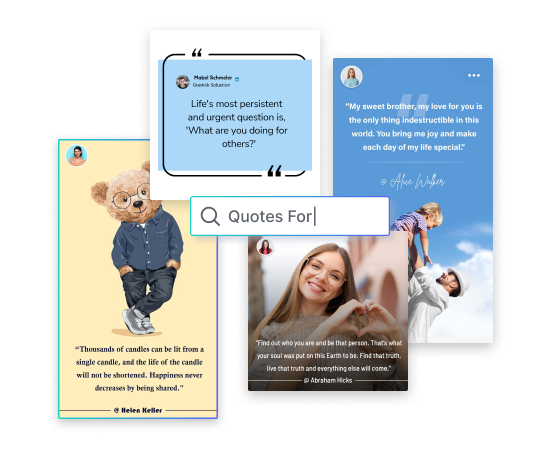 Mabel Schmeler
Gravtick Soluation
Life's most persistent
and urgent question is,
'What are you doing for
others?'
"My sweet brother, my love for you is
the only thing indestructible in this
world. You bring me joy and make
each day of my life special."
@ Alice Walker
Quotes For
"Thousands of candles can be lit from a
single candle, and the life of the candle
will not be shortened. Happiness never
decreases by being shared."
@ Helen Keller
"Find out who you are and be that person. That's what
your soul was put on this Earth to be. Find that truth,
live that truth and everything else will come."
@ Abraham Hicks